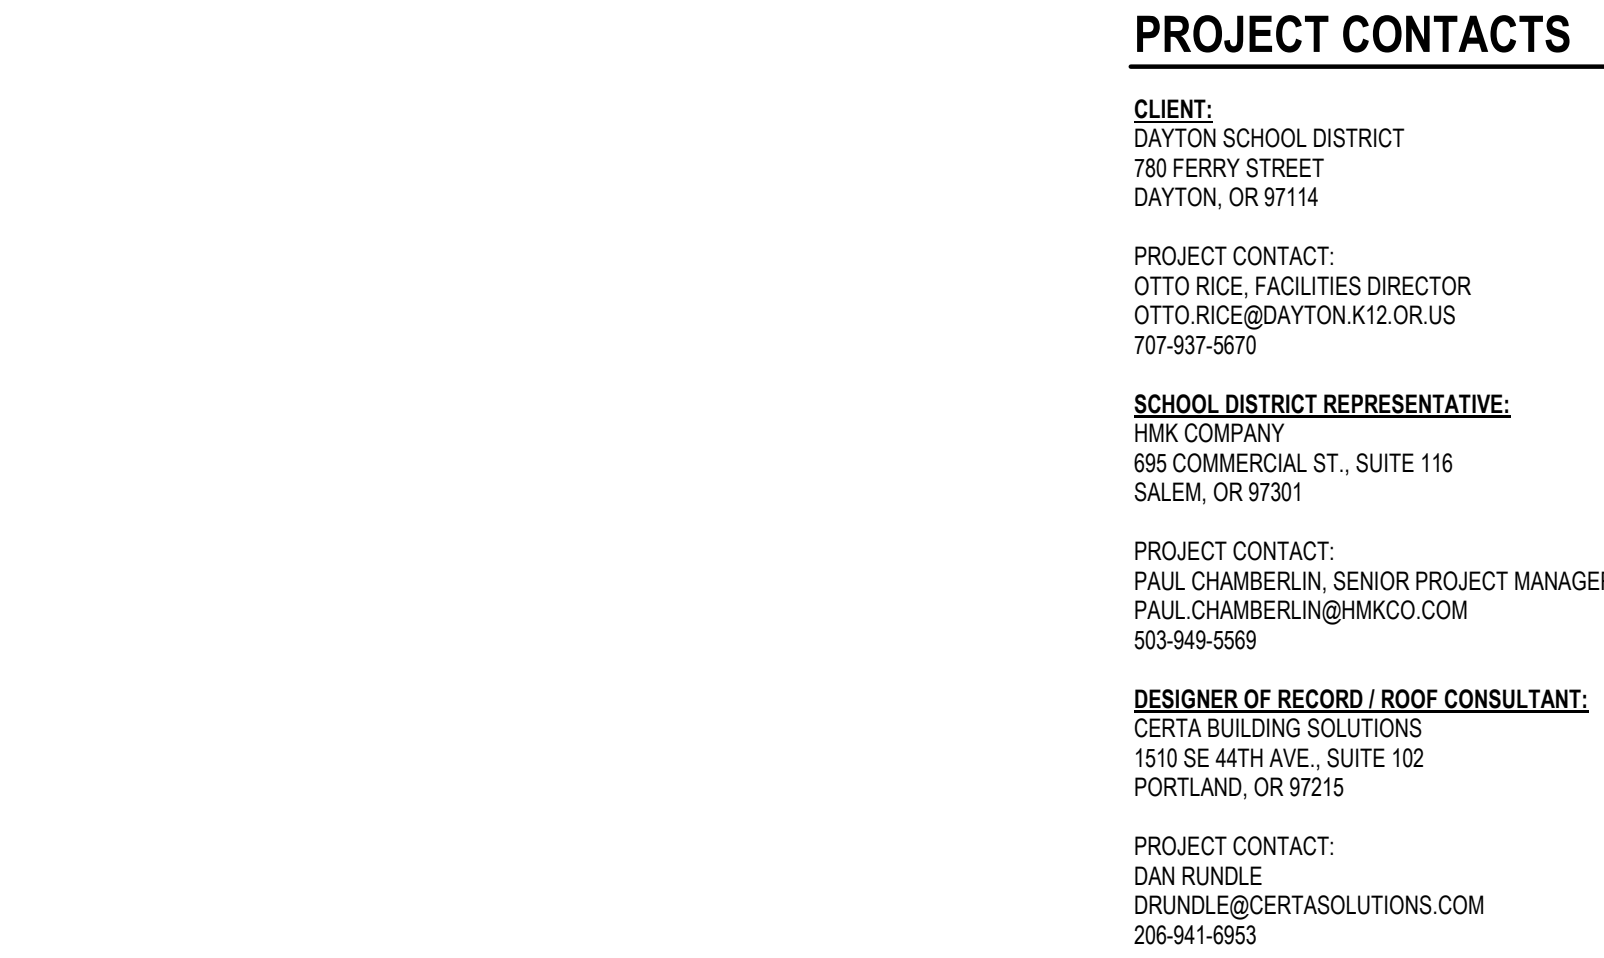 PROJECT CONTACTS
CLIENT:
DAYTON SCHOOL DISTRICT
780 FERRY STREET
DAYTON, OR 97114
PROJECT CONTACT:
OTTO RICE, FACILITIES DIRECTOR
OTTO.RICE@DAYTON.K12.OR.US
707-937-5670
SCHOOL DISTRICT REPRESENTATIVE:
HMK COMPANY
695 COMMERCIAL ST., SUITE 116
SALEM, OR 97301
PROJECT CONTACT:
PAUL CHAMBERLIN, SENIOR PROJECT MANAGER
PAUL.CHAMBERLIN@HMKCO.COM
503-949-5569
DESIGNER OF RECORD / ROOF CONSULTANT:
CERTA BUILDING SOLUTIONS
1510 SE 44TH AVE., SUITE 102
PORTLAND, OR 97215
PROJECT CONTACT:
DAN RUNDLE
DRUNDLE@CERTASOLUTIONS.COM
206-941-6953